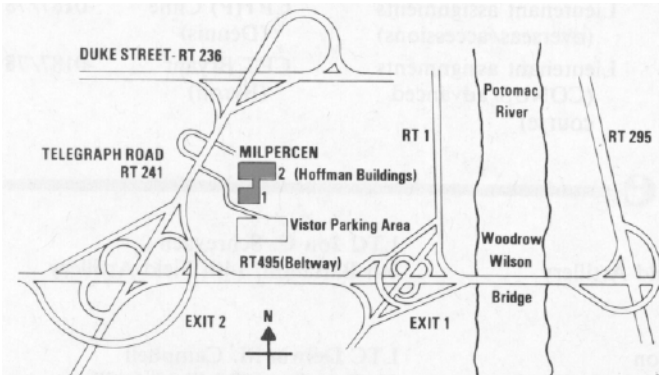 DUKE STREET- RT 236
Potomac
River
RT 1
RT 295
TELEGRAPH ROAD
RT 241
MILPERCEN
2 (Hoffman Buildings)
1
Vistor Parking Area
RT495(Beltway)
Woodrow
Wilson
Bridge
EXIT 2
N
EXIT 1